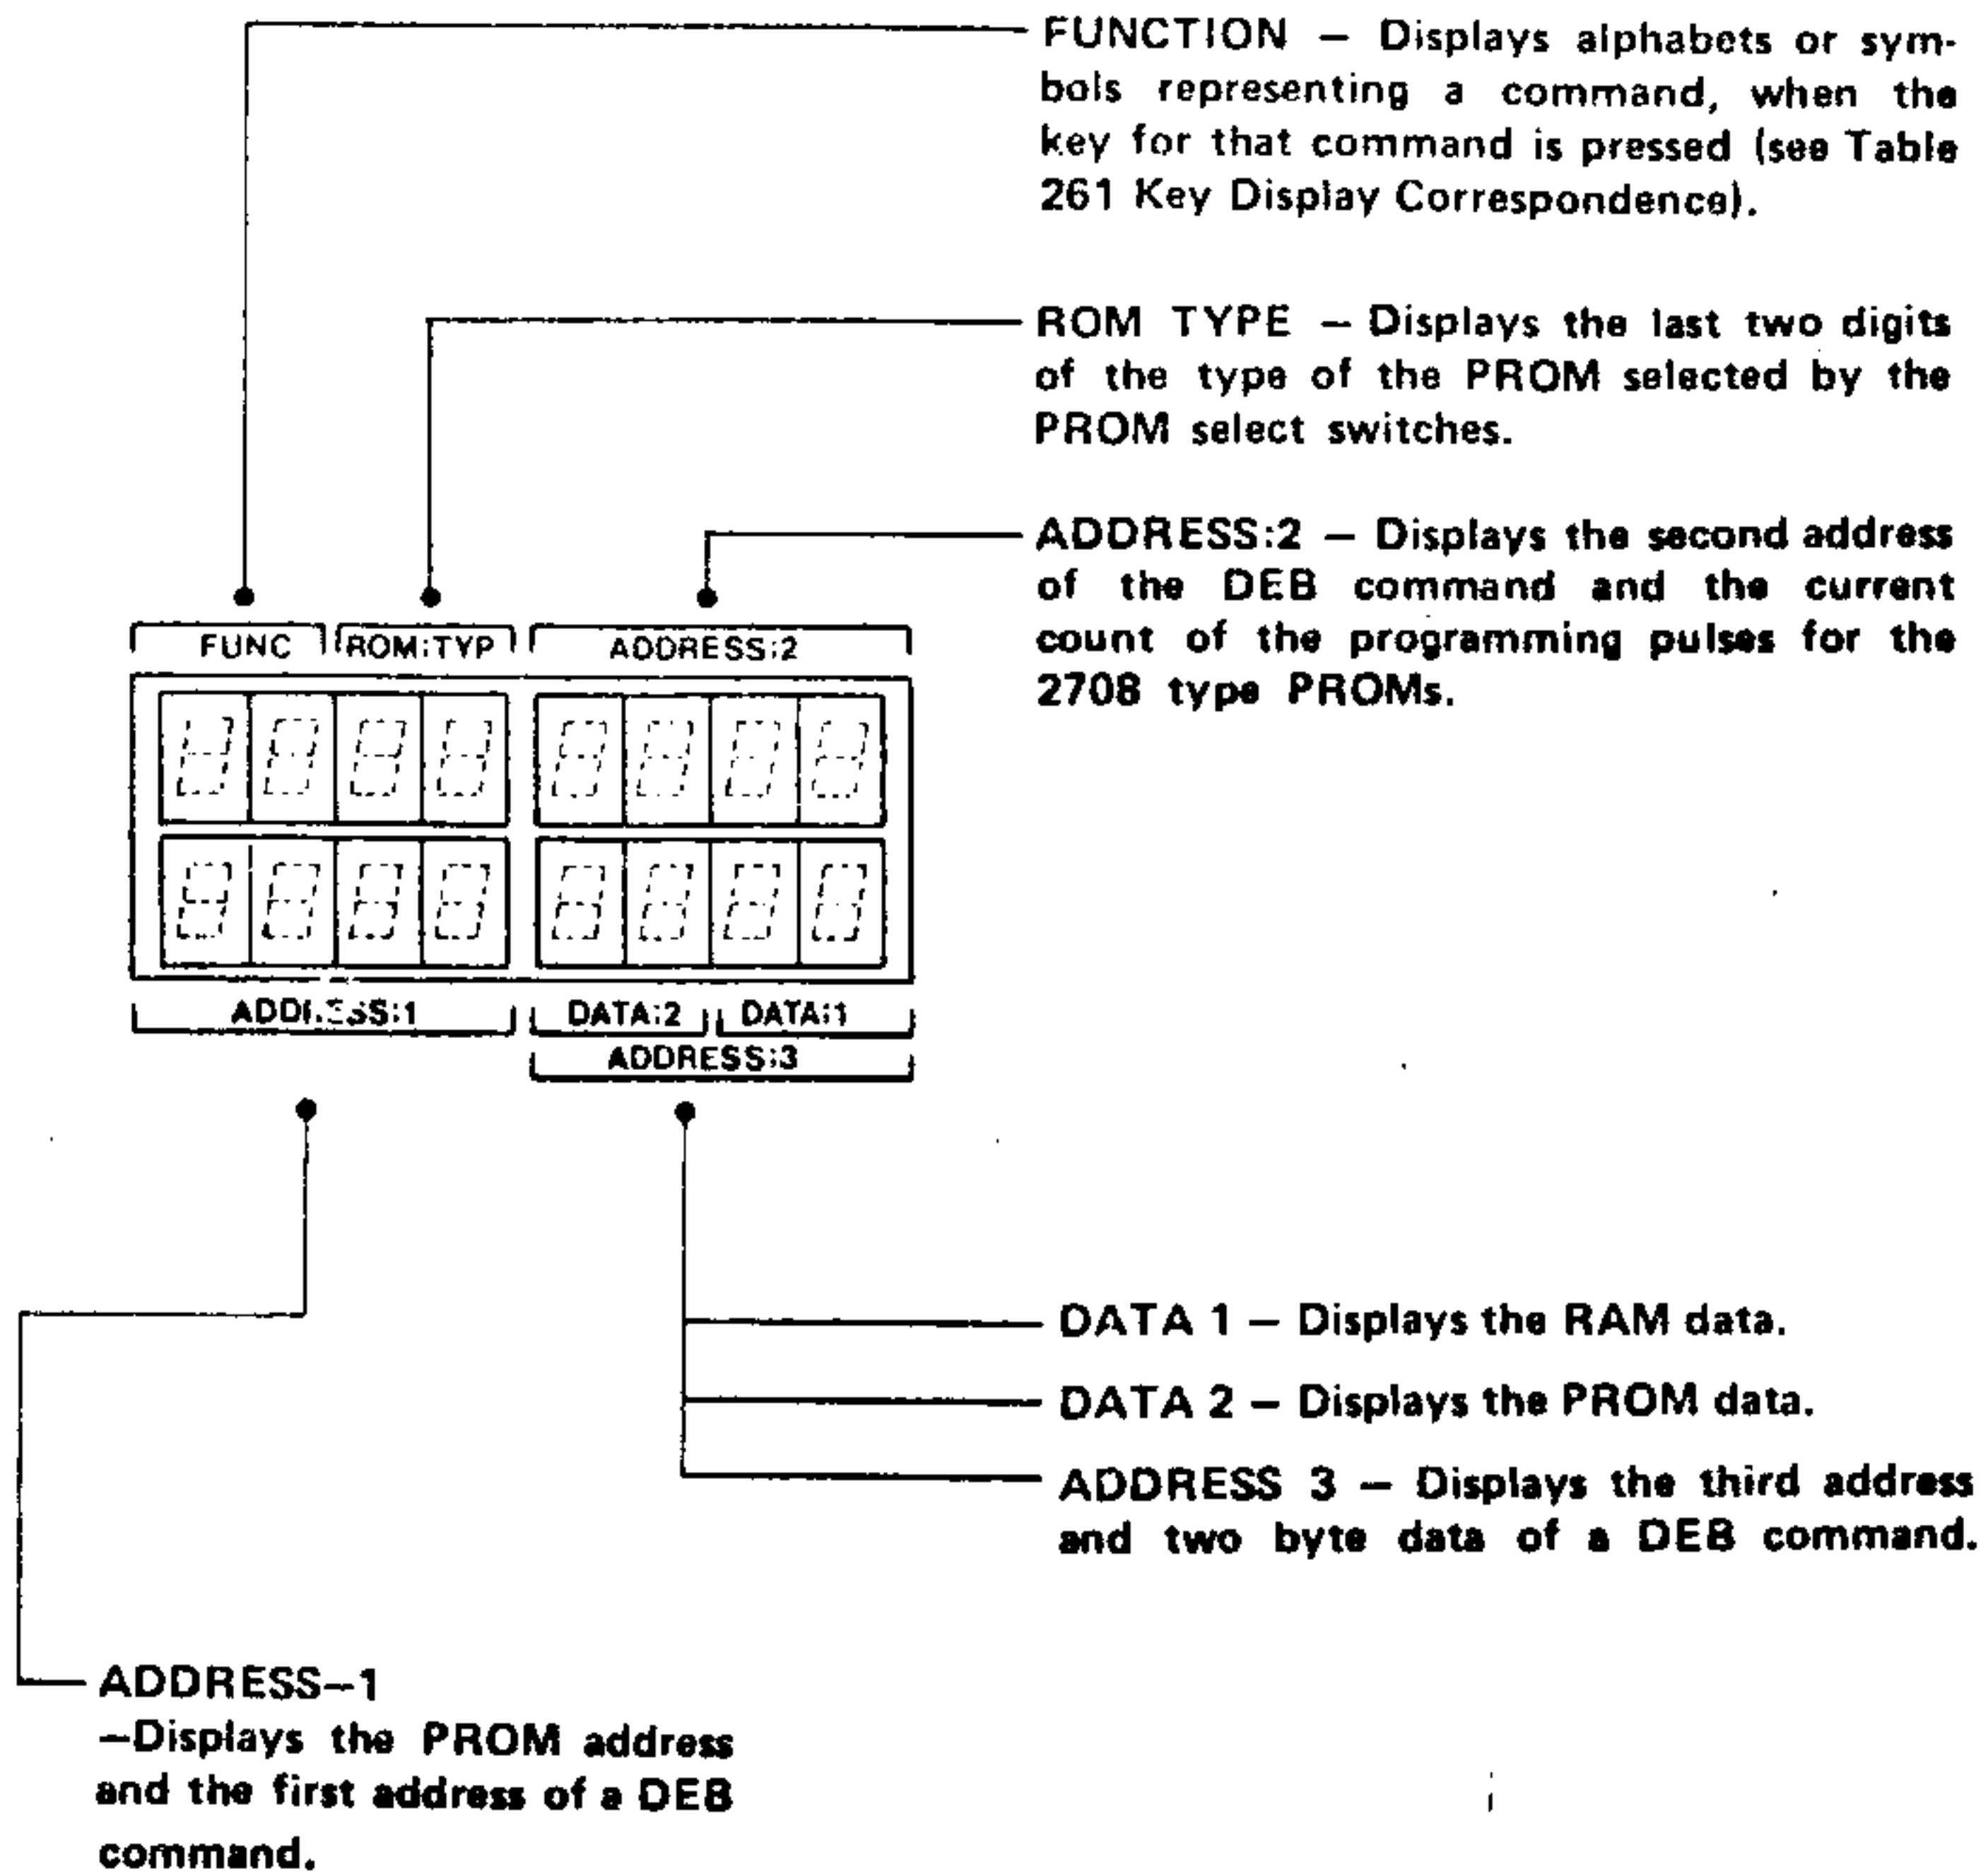 FUNCTION — Displays alphabets or sym-
bols representing a command, when the
key for that command is pressed (see Table
261 Key Display Correspondence).
ROM TYPE — Displays the last two digits
of the type of the PROM selected by the
PROM select switches.
ADDRESS:2 — Displays the second address
of the DEB command and the current
count of the programming pulses for the
2708 type PROMs.
FUNC ROM:TYP ADDRESS:2
ADDRESS:1 DATA:2 DATA:1
ADDRESS:3
DATA 1 — Displays the RAM data.
DATA 2 — Displays the PROM data.
ADDRESS 3 — Displays the third address
and two byte data of a DEB command.
ADDRESS—1
—Displays the PROM address
and the first address of a DEB
command.